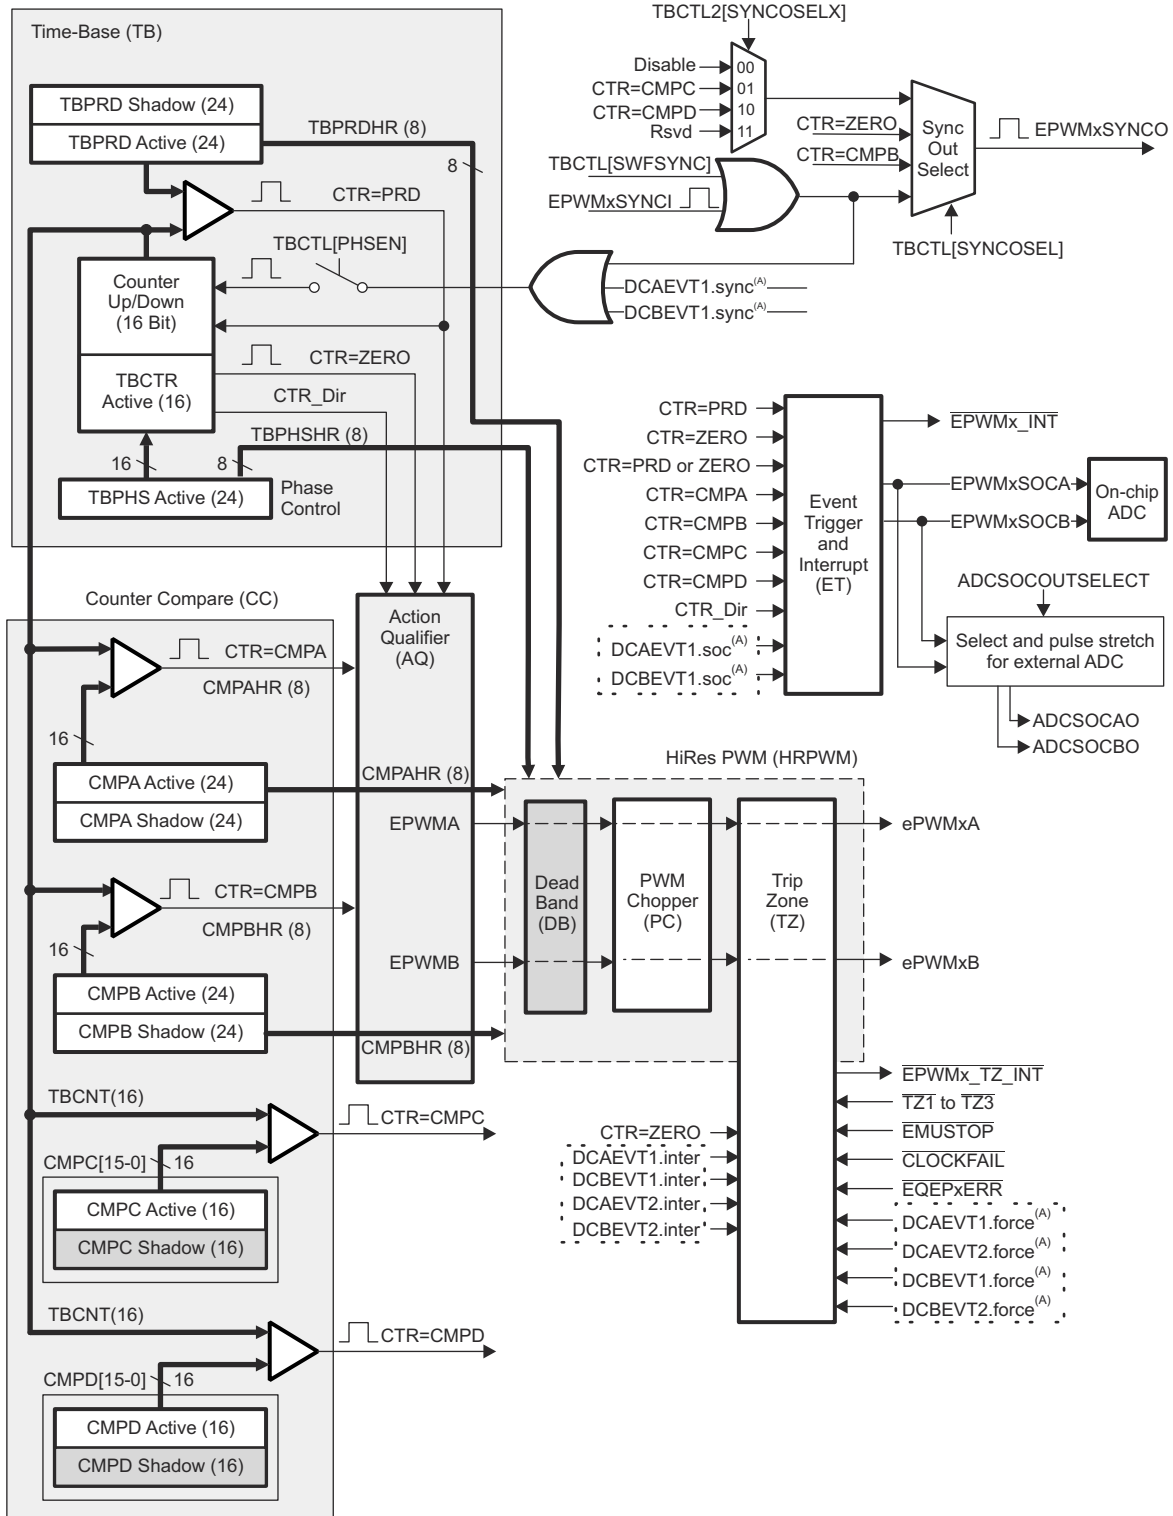 TBCTL2[SYNCOSELX]
Time-Base (TB)
Disable
00
CTR=CMPC
01
CTR=CMPD
10
Rsvd
11
TBPRD Shadow (24)
TBPRD Active (24)
TBPRDHR (8)
8
CTR=ZERO
CTR=CMPB
Sync
Out
Select
EPWMxSYNCO
TBCTL[SWFSYNC]
EPWMxSYNCI
TBCTL[SYNCOSEL]
CTR=PRD
TBCTL[PHSEN]
Counter
Up/Down
(16 Bit)
DCAEVT1.sync(A)
DCBEVT1.sync(A)
CTR=ZERO
TBCTR
Active (16)
CTR_Dir
TBPHSHR (8)
16
8
TBPHS Active (24)
Phase
Control
CTR=PRD
CTR=ZERO
CTR=PRD or ZERO
CTR=CMPA
CTR=CMPB
CTR=CMPC
CTR=CMPD
CTR_Dir
DCAEVT1.soc(A)
DCBEVT1.soc(A)
Event
Trigger
and
Interrupt
(ET)
EPWMx_INT
EPWMxSOCA
EPWMxSOCB
On-chip
ADC
ADCSOCOUTSELECT
Select and pulse stretch
for external ADC
ADCSOCAO
ADCSOCBO
Counter Compare (CC)
Action
Qualifier
(AQ)
CTR=CMPA
CMPAHR (8)
16
CMPA Active (24)
CMPA Shadow (24)
CMPAHR (8)
HiRes PWM (HRPWM)
EPWMA
ePWMxA
CTR=CMPB
CMPBHR (8)
16
Dead
Band
(DB)
PWM
Chopper
(PC)
Trip
Zone
(TZ)
EPWMB
ePWMxB
CMPB Active (24)
CMPB Shadow (24)
CMPBHR (8)
TBCNT(16)
CTR=CMPC
CMPC[15-0]
16
CMPC Active (16)
CMPC Shadow (16)
EPWMx_TZ_INT
TZ1 to TZ3
EMUSTOP
CLOCKFAIL
EQEPxERR
DCAEVT1.force(A)
DCAEVT2.force(A)
DCBEVT1.force(A)
DCBEVT2.force(A)
CTR=ZERO
DCAEVT1.inter
DCBEVT1.inter
DCAEVT2.inter
DCBEVT2.inter
TBCNT(16)
CTR=CMPD
CMPD[15-0]
16
CMPD Active (16)
CMPD Shadow (16)